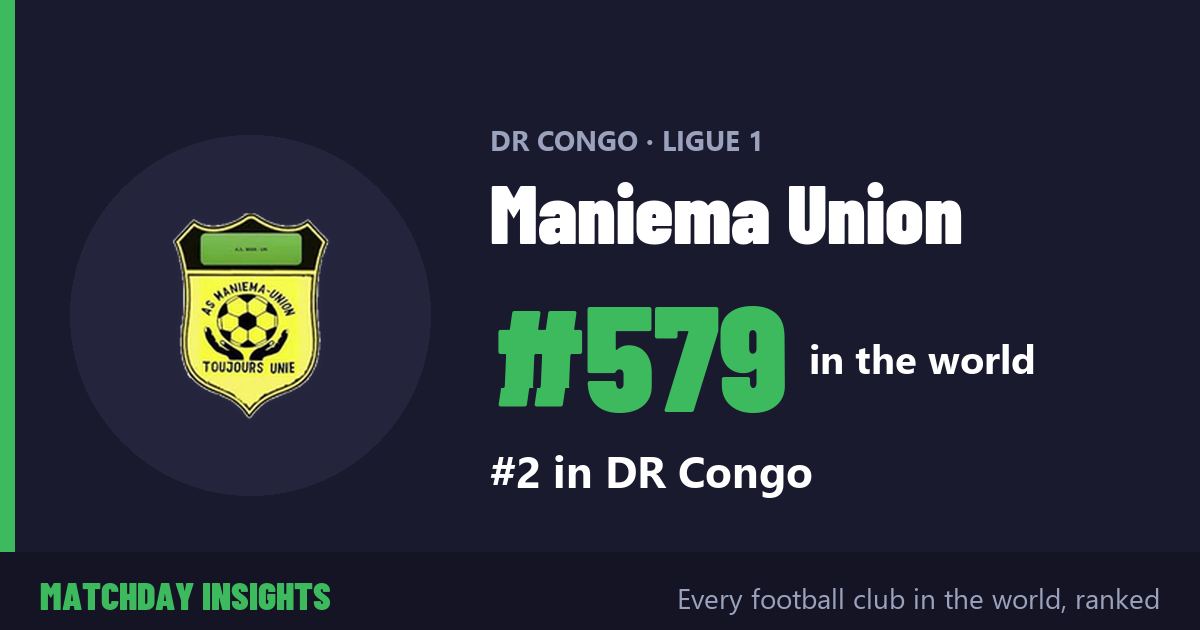 DR CONGO · LIGUE 1
Maniema Union
#579 in the world
#2 in DR Congo
AS MANIEMA-UNION
TOUJOURS UNIE
MATCHDAY INSIGHTS
Every football club in the world, ranked